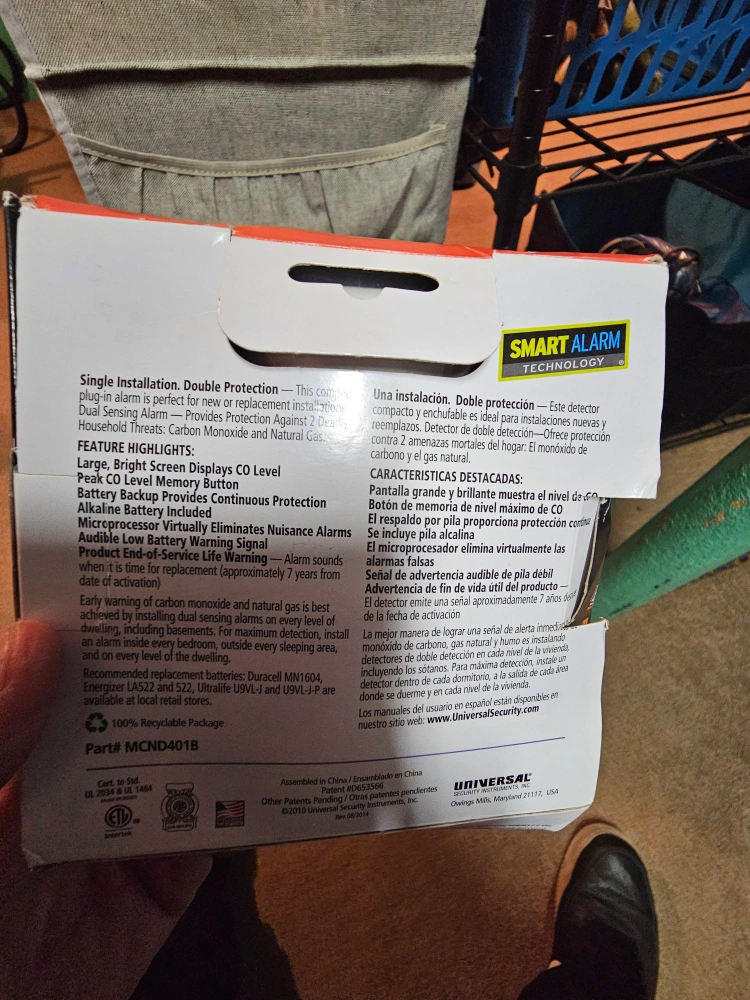 SMART ALARM
TECHNOLOGY ®
Single Installation. Double Protection — This
plug-in alarm is perfect for new or replacement installations.
Dual Sensing Alarm — Provides Protection Against 2 Deadly
Household Threats: Carbon Monoxide and Natural Gas.
FEATURE HIGHLIGHTS:
Large, Bright Screen Displays CO Level
Peak CO Level Memory Button
Battery Backup Provides Continuous Protection
Alkaline Battery Included
Microprocessor Virtually Eliminates Nuisance Alarms
Audible Low Battery Warning Signal
Product End-of-Service Life Warning — Alarm sounds
when it is time for replacement (approximately 7 years from
date of activation)
Early warning of carbon monoxide and natural gas is best
achieved by installing dual sensing alarms on every level of
dwelling, including basements. For maximum detection, install
an alarm inside every bedroom, outside every sleeping area,
and on every level of the dwelling.
Recommended replacement batteries: Duracell MN1604,
Energizer LA522 and 522, Ultralife U9VL-J and U9VL-J-P are
available at local retail stores.
100% Recyclable Package
Part# MCND401B
Una instalación. Doble protección — Este detector
compacto y enchufable es ideal para instalaciones nuevas y
reemplazos. Detector de doble detección—Ofrece protección
contra 2 amenazas mortales del hogar: El monóxido de
carbono y el gas natural.
CARACTERISTICAS DESTACADAS:
Pantalla grande y brillante muestra el nivel de CO
Botón de memoria de nivel máximo de CO
El respaldo por pila proporciona protección continua
Se incluye pila alcalina
El microprocesador elimina virtualmente las
alarmas falsas
Señal de advertencia audible de pila débil
Advertencia de fin de vida útil del producto —
El detector emite una señal aproximadamente 7 años
de la fecha de activación
La mejor manera de lograr una señal de alerta
monóxido de carbono, gas natural y humo es instalando
detectores de doble detección en cada nivel de la vivienda,
incluyendo los sótanos. Para máxima detección, instale un
detector dentro de cada dormitorio, a la salida de cada área
donde se duerme y en cada nivel de la vivienda.
Los manuales del usuario en español están disponibles en
nuestro sitio web: www.UniversalSecurity.com
Cert. to Std.
UL 2034 & UL 1484
ETL
Intertek
Assembled in China / Ensamblado en China
Patent #D653566
Other Patents Pending / Otras patentes pendientes
©2010 Universal Security Instruments, Inc.
Rev. 08/2014
UNIVERSAL
SECURITY INSTRUMENTS, INC.
Owings Mills, Maryland 21117, USA